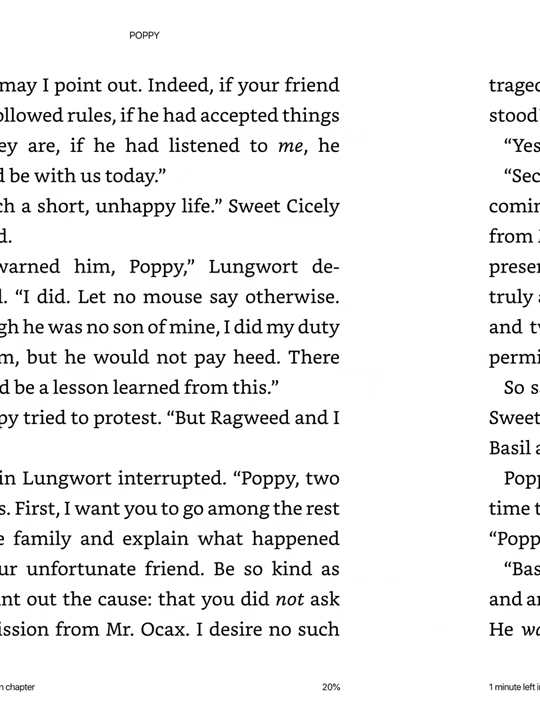 POPPY
may I point out. Indeed, if your friend
ollowed rules, if he had accepted things
ey are, if he had listened to me, he
d be with us today.”
ch a short, unhappy life.” Sweet Cicely
d.
warned him, Poppy,” Lungwort de-
l. “I did. Let no mouse say otherwise.
gh he was no son of mine, I did my duty
m, but he would not pay heed. There
d be a lesson learned from this.”
py tried to protest. “But Ragweed and I
in Lungwort interrupted. “Poppy, two
s. First, I want you to go among the rest
e family and explain what happened
ur unfortunate friend. Be so kind as
nt out the cause: that you did not ask
ission from Mr. Ocax. I desire no such
n chapter
20%
traged
stood
“Yes
“Sec
comin
from
preser
truly a
and tv
permi
So s
Sweet
Basil a
Popp
time t
“Popp
“Bas
and a
He wa
1 minute left in